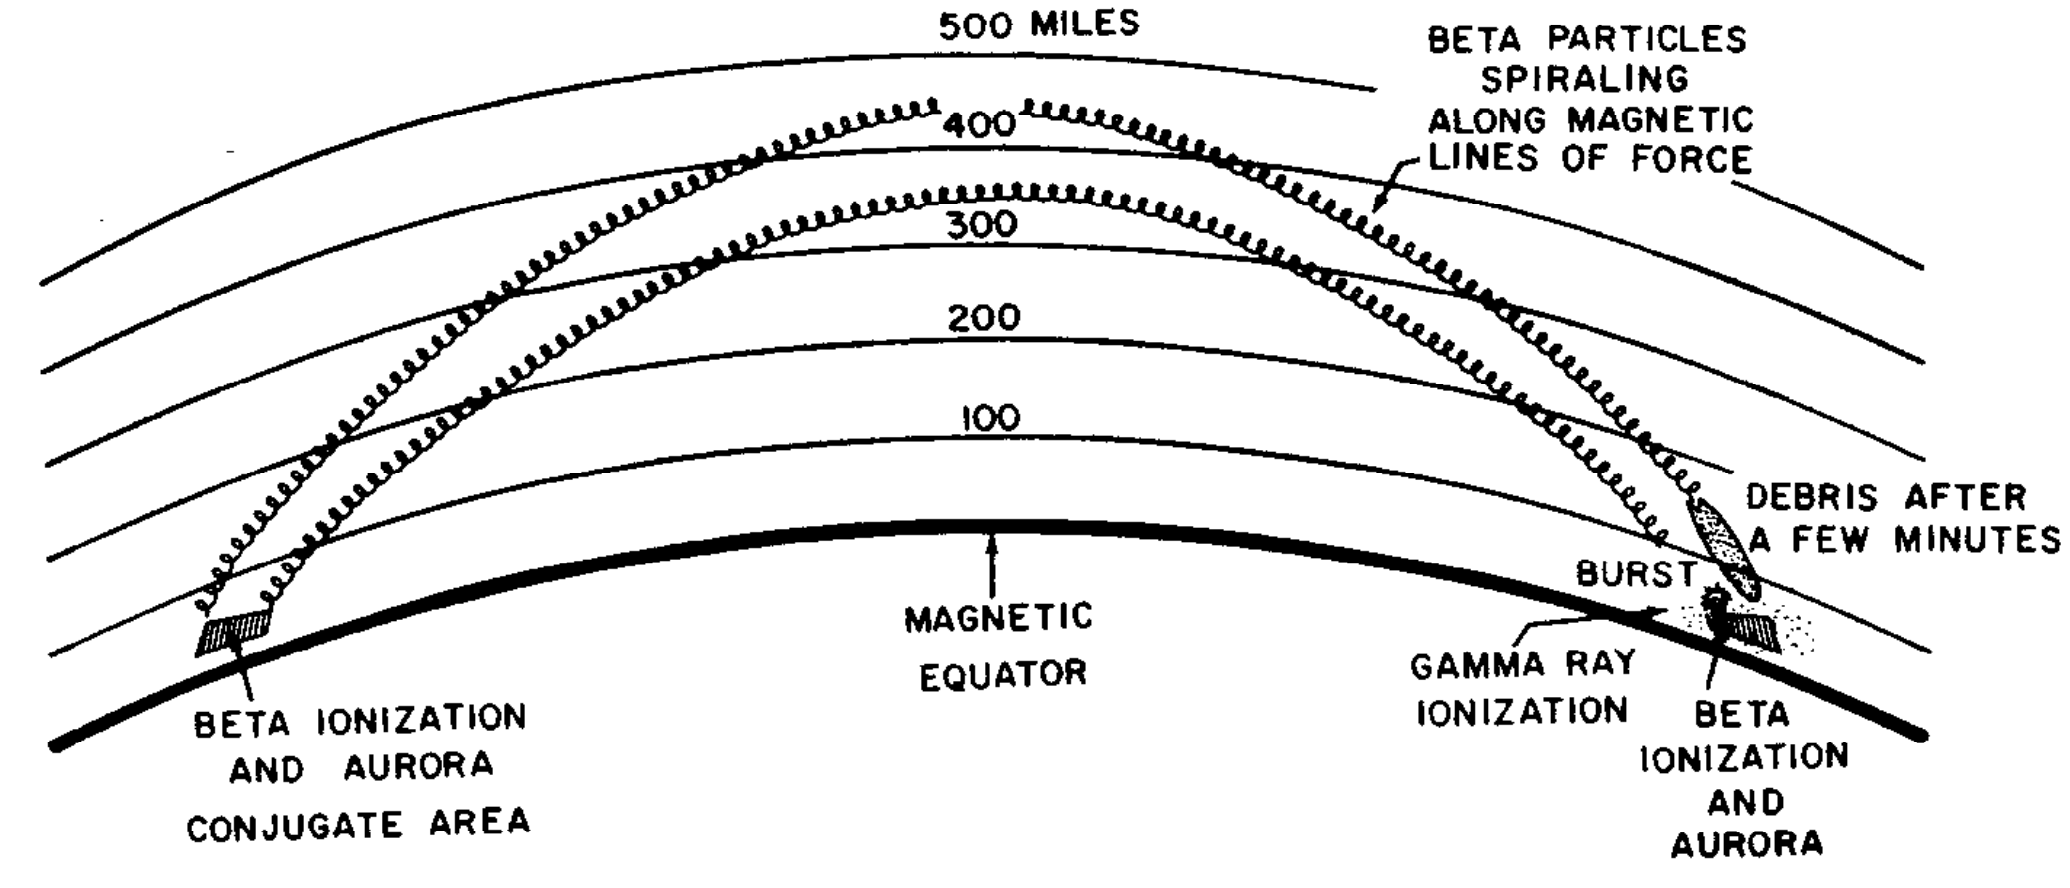 500 MILES
BETA PARTICLES
SPIRALING
ALONG MAGNETIC
LINES OF FORCE
400
300
200
100
DEBRIS AFTER
A FEW MINUTES
BURST
MAGNETIC
EQUATOR
GAMMA RAY
IONIZATION
BETA
IONIZATION
AND
AURORA
BETA IONIZATION
AND AURORA
CONJUGATE AREA